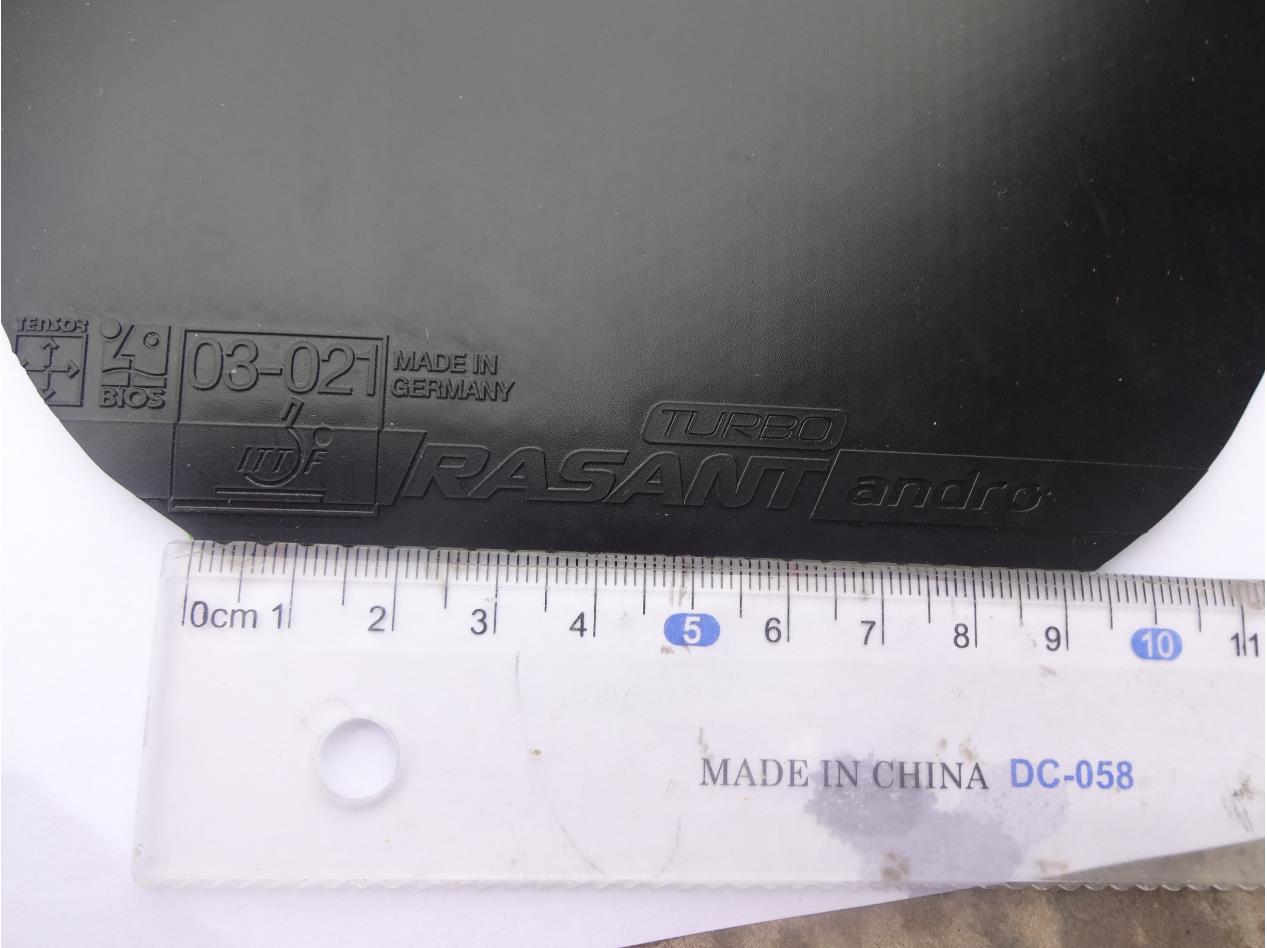 TENSOR
BIOS
03-021
MADE IN
GERMANY
ITTF
TURBO
RASANT
andro
0cm 1 2 3 4 5 6 7 8 9 10 11
MADE IN CHINA DC-058